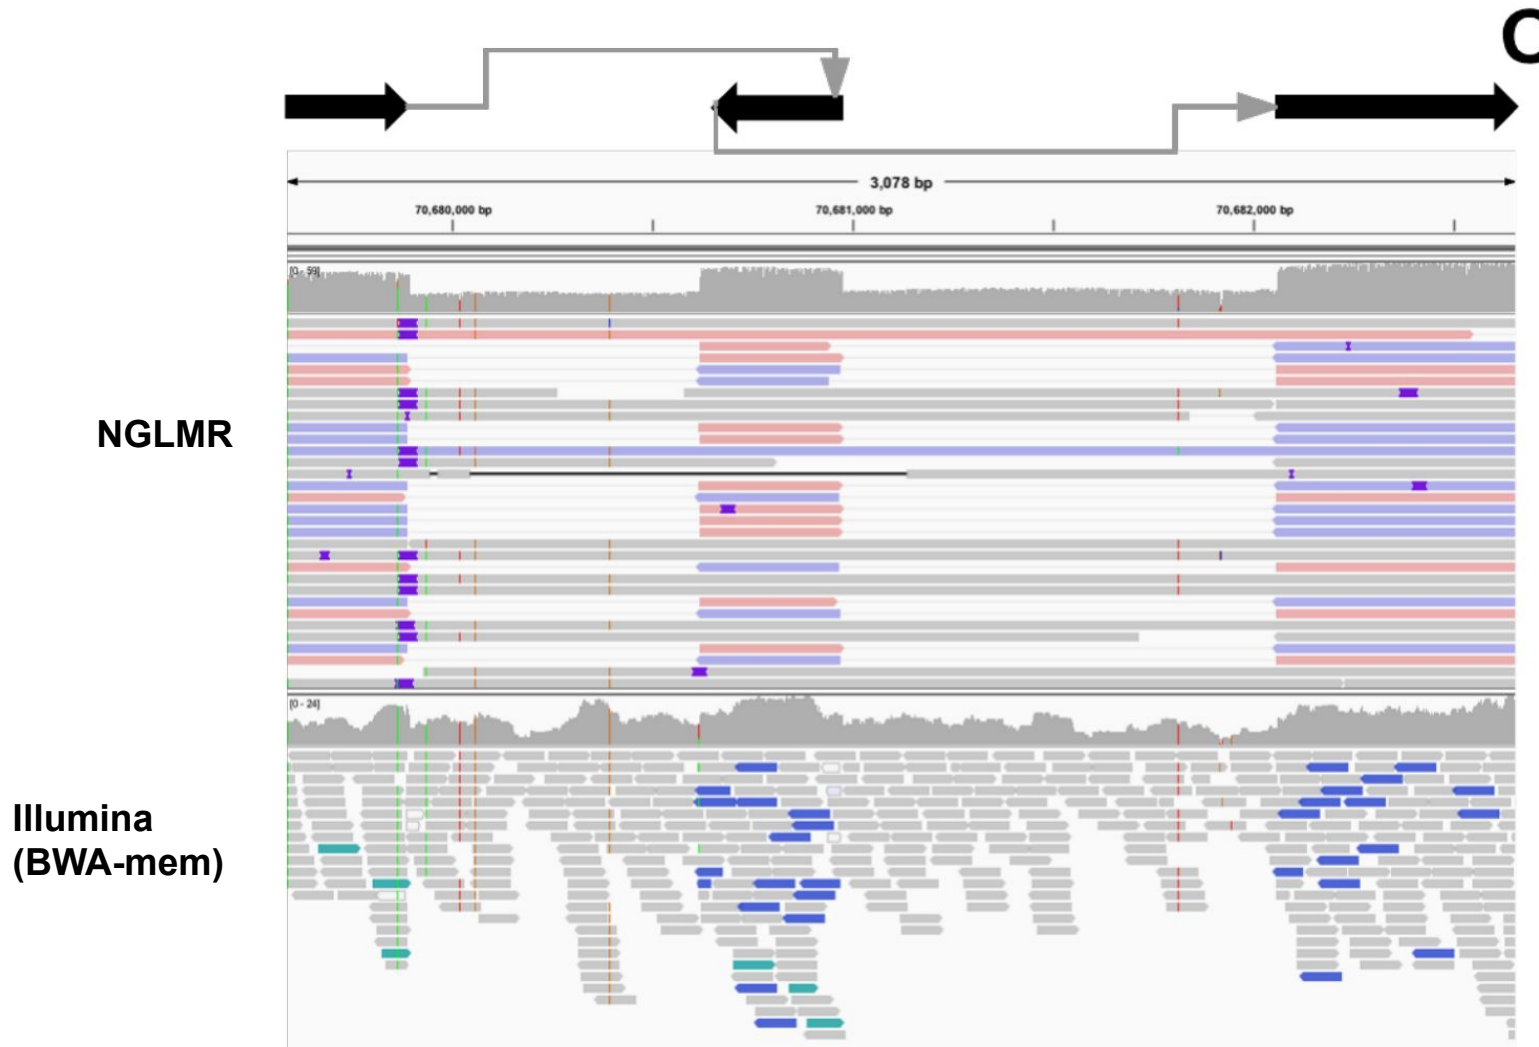 C
3,078 bp
70,680,000 bp 70,681,000 bp 70,682,000 bp
[0 - 59]
NGLMR
[0 - 24]
Illumina
(BWA-mem)